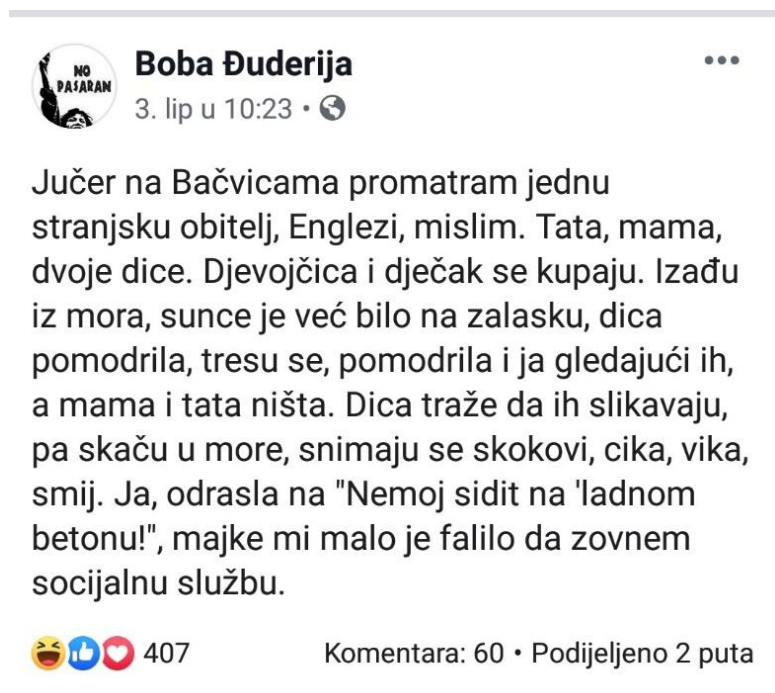 NO
PASARAN
Boba Đuderija
3. lip u 10:23 •
Jučer na Bačvicama promatram jednu
stranjsku obitelj, Englezi, mislim. Tata, mama,
dvoje dice. Djevojčica i dječak se kupaju. Izađu
iz mora, sunce je već bilo na zalasku, dica
pomodrila, tresu se, pomodrila i ja gledajući ih,
a mama i tata ništa. Dica traže da ih slikavaju,
pa skaču u more, snimaju se skokovi, cika, vika,
smij. Ja, odrasla na "Nemoj sidit na 'ladnom
betonu!", majke mi malo je falilo da zovnem
socijalnu službu.
407 Komentara: 60 • Podijeljeno 2 puta